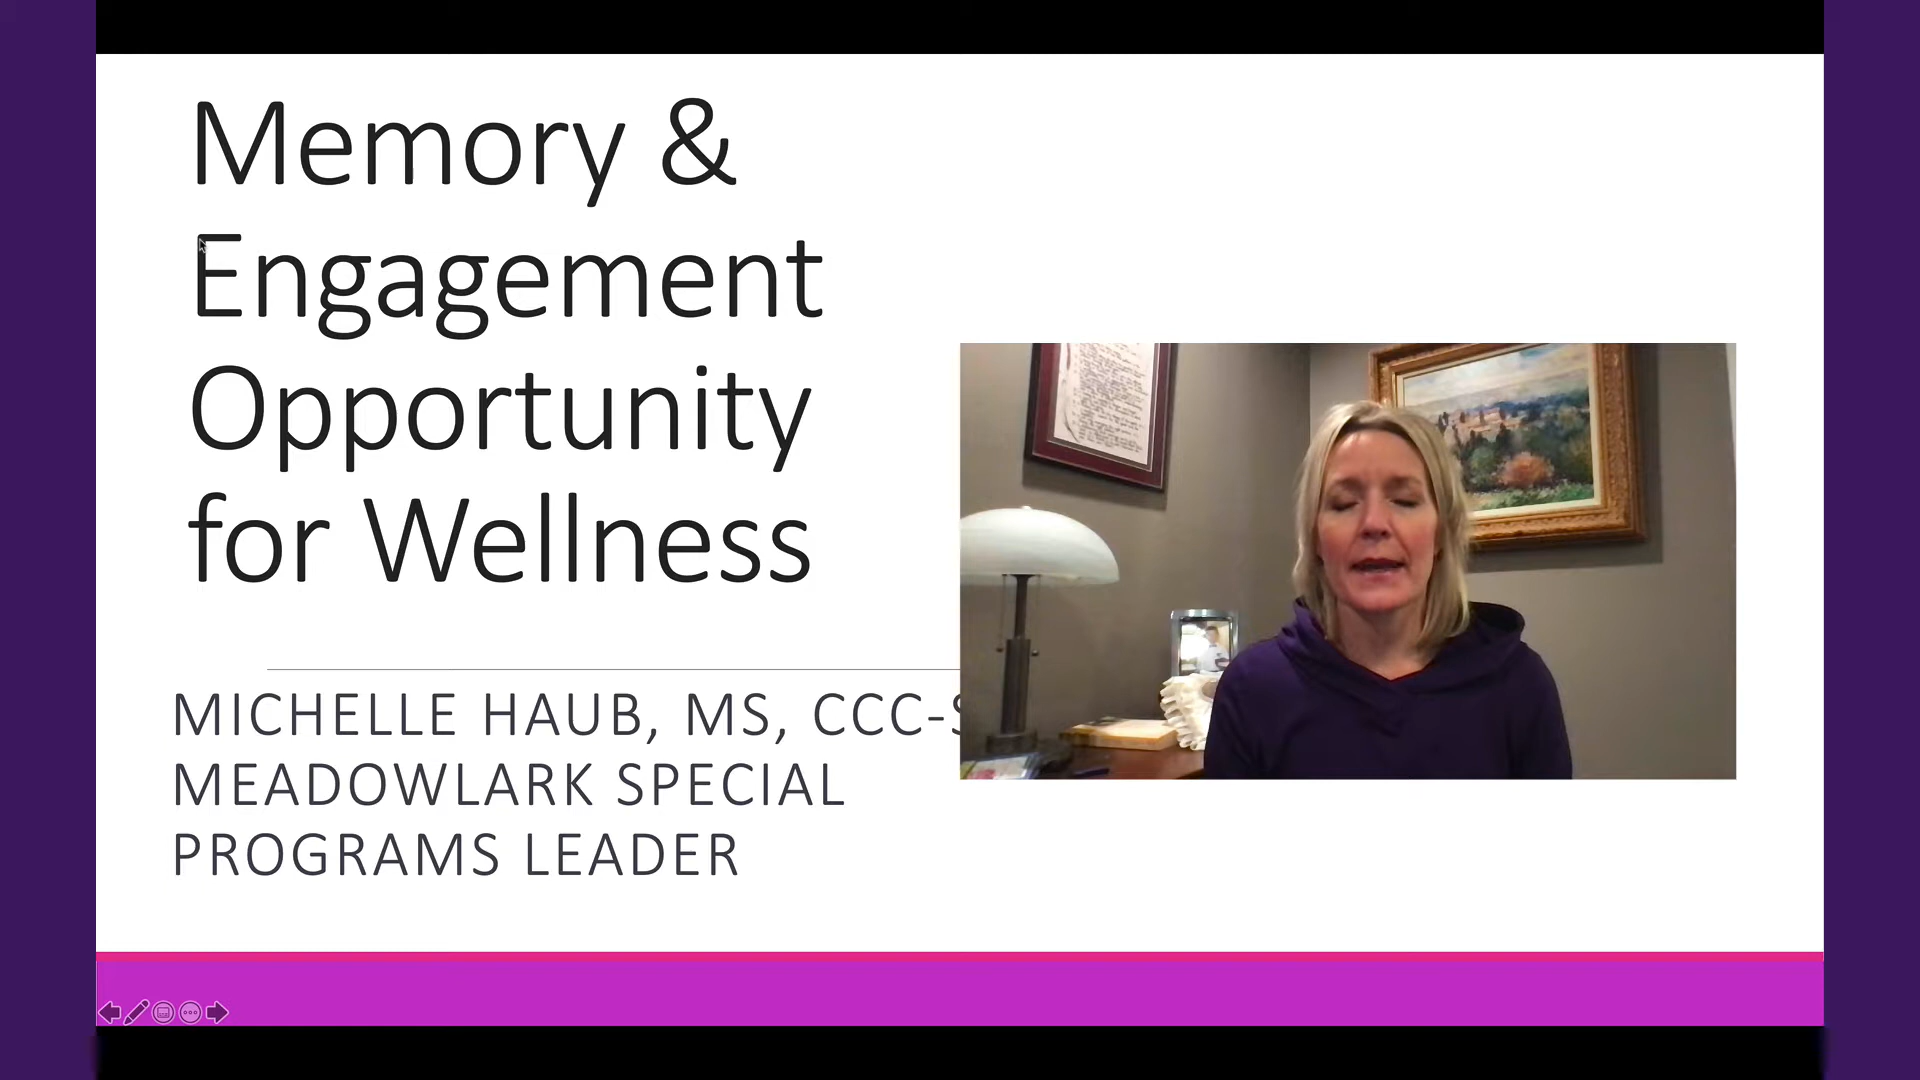 Memory &
Engagement
Opportunity
for Wellness
MICHELLE HAUB, MS, CCC-S
MEADOWLARK SPECIAL
PROGRAMS LEADER